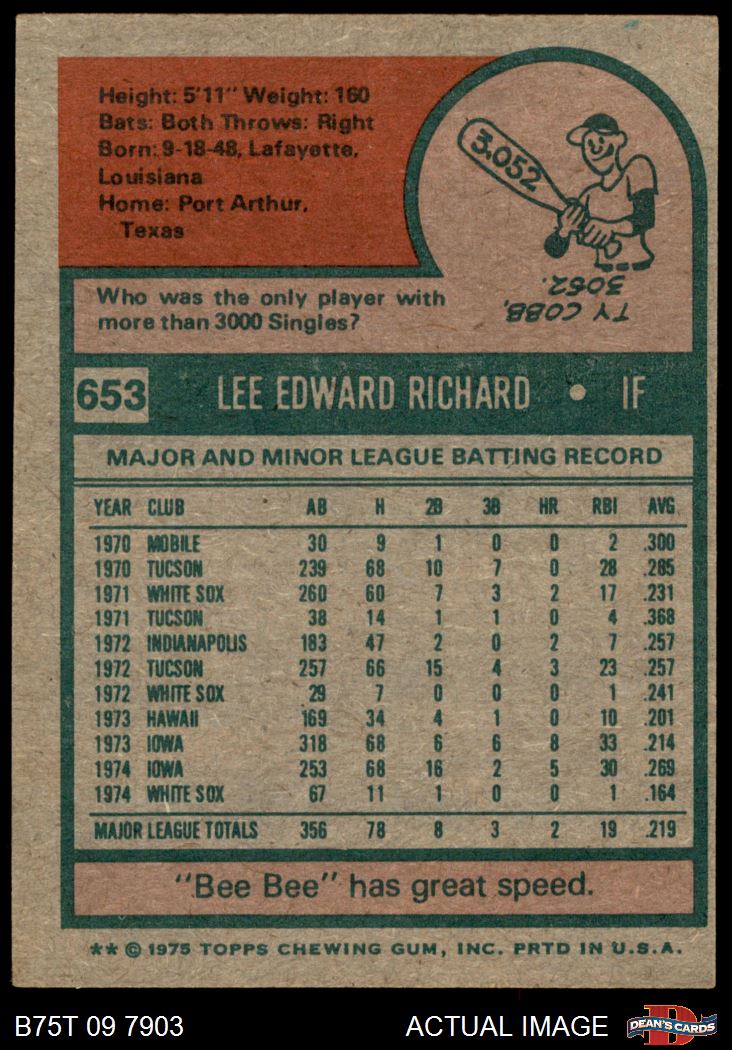 Height: 5'11" Weight: 160
Bats: Both Throws: Right
Born: 9-18-48, Lafayette,
Louisiana
Home: Port Arthur,
Texas
3,052
TY COBB,
3052.
Who was the only player with
more than 3000 Singles?
653 LEE EDWARD RICHARD • IF
MAJOR AND MINOR LEAGUE BATTING RECORD
YEAR CLUB AB H 2B 3B HR RBI AVG
1970 MOBILE 30 9 1 0 0 2 .300
1970 TUCSON 239 68 10 7 0 28 .285
1971 WHITE SOX 260 60 7 3 2 17 .231
1971 TUCSON 38 14 1 1 0 4 .368
1972 INDIANAPOLIS 183 47 2 0 2 7 .257
1972 TUCSON 257 66 15 4 3 23 .257
1972 WHITE SOX 29 7 0 0 0 1 .241
1973 HAWAII 169 34 4 1 0 10 .201
1973 IOWA 318 68 6 6 8 33 .214
1974 IOWA 253 68 16 2 5 30 .269
1974 WHITE SOX 67 11 1 0 0 1 .164
MAJOR LEAGUE TOTALS 356 78 8 3 2 19 .219
"Bee Bee" has great speed.
** © 1975 TOPPS CHEWING GUM, INC. PRTD IN U.S.A.
B75T 09 7903 ACTUAL IMAGE D DEAN'S CARDS